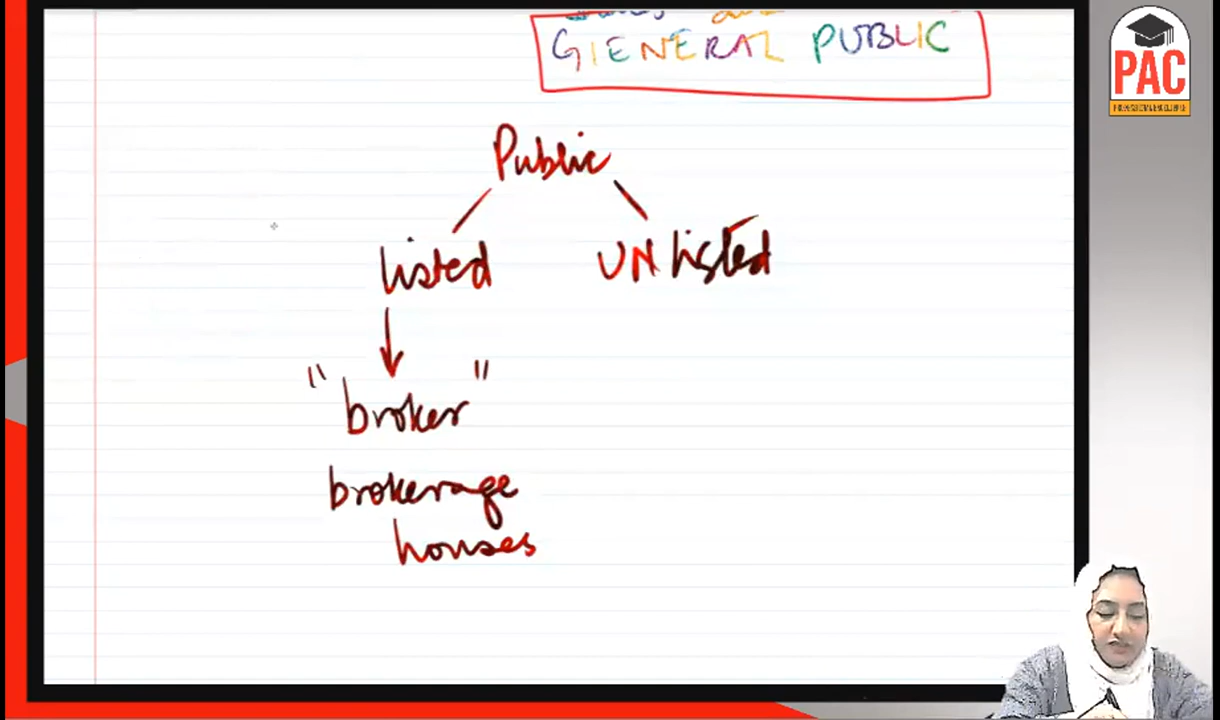 GENERAL PUBLIC
PAC
Public
listed UNlisted
"broker"
brokerage
houses